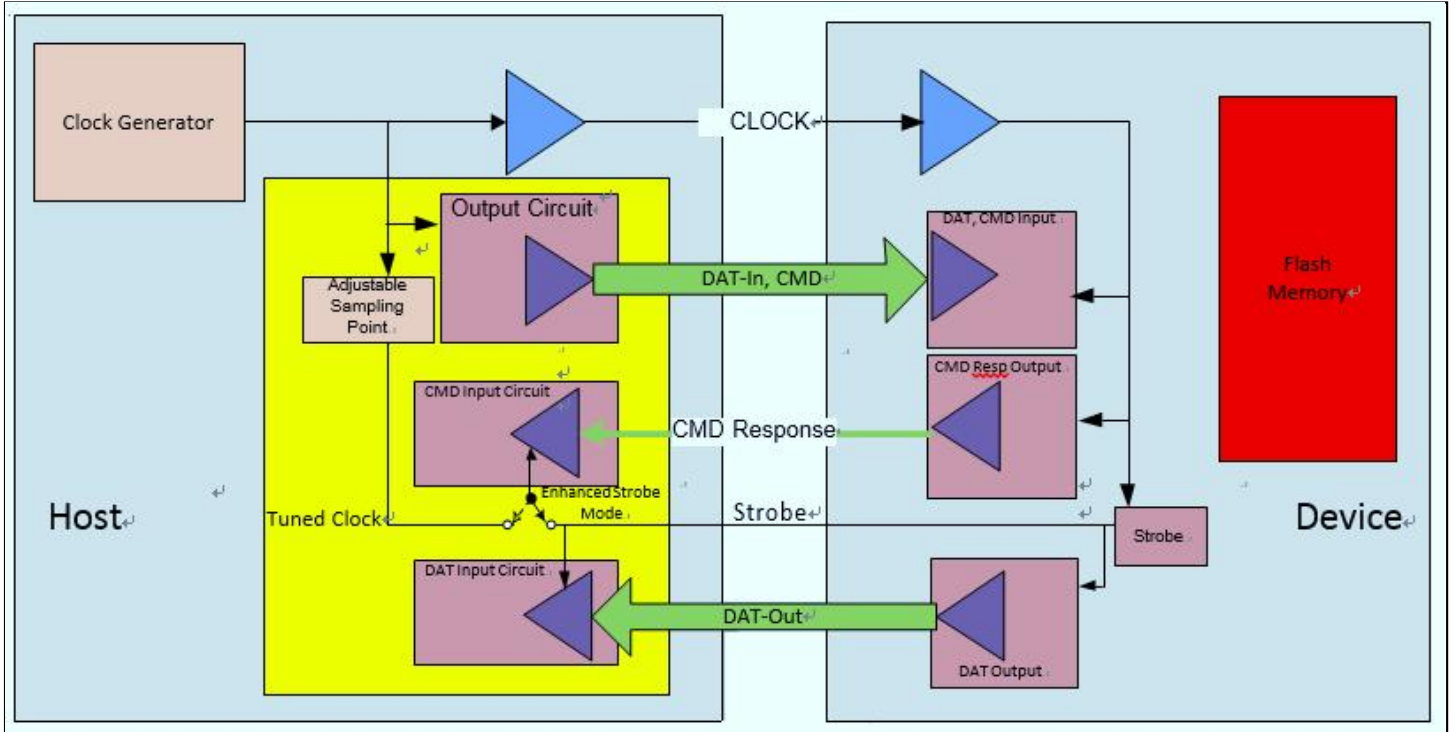 Clock Generator
CLOCK
Output Circuit
DAT, CMD Input
Flash
Memory
Adjustable
Sampling
Point
DAT-In, CMD
CMD Input Circuit
CMD Resp Output
CMD Response
Host
Enhanced Strobe
Mode
Tuned Clock
Strobe
Strobe
Device
DAT Input Circuit
DAT-Out
DAT Output